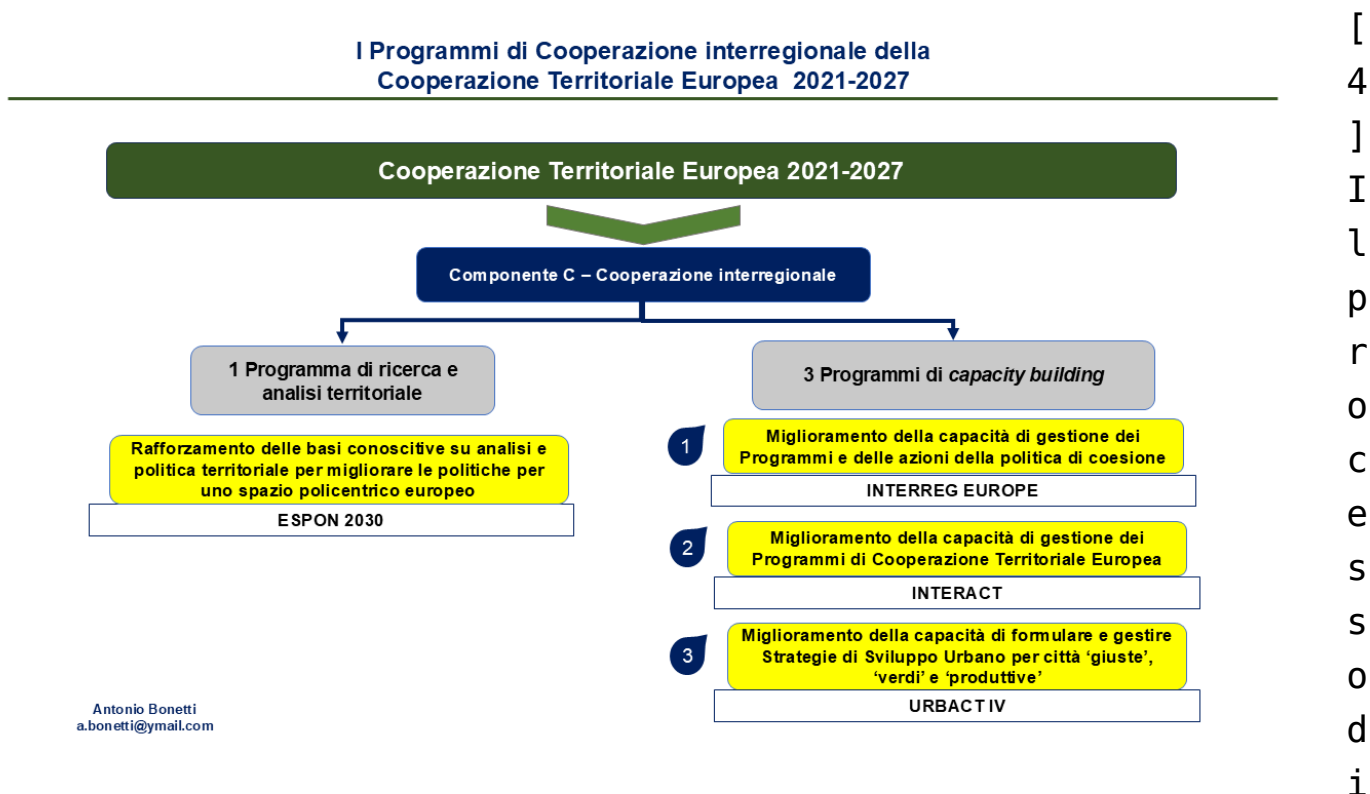 I Programmi di Cooperazione interregionale della
Cooperazione Territoriale Europea 2021-2027
Cooperazione Territoriale Europea 2021-2027
Componente C – Cooperazione interregionale
1 Programma di ricerca e
analisi territoriale
Rafforzamento delle basi conoscitive su analisi e
politica territoriale per migliorare le politiche per
uno spazio policentrico europeo
ESPON 2030
3 Programmi di capacity building
1
Miglioramento della capacità di gestione dei
Programmi e delle azioni della politica di coesione
INTERREG EUROPE
2
Miglioramento della capacità di gestione dei
Programmi di Cooperazione Territoriale Europea
INTERACT
3
Miglioramento della capacità di formulare e gestire
Strategie di Sviluppo Urbano per città ‘giuste’,
‘verdi’ e ‘produttive’
URBACT IV
Antonio Bonetti
a.bonetti@ymail.com
[4] Il processo di